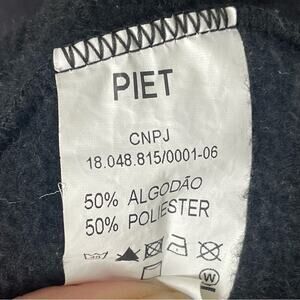 PIET
CNPJ
18.048.815/0001-06
50% ALGODÃO
50% POLIESTER
W